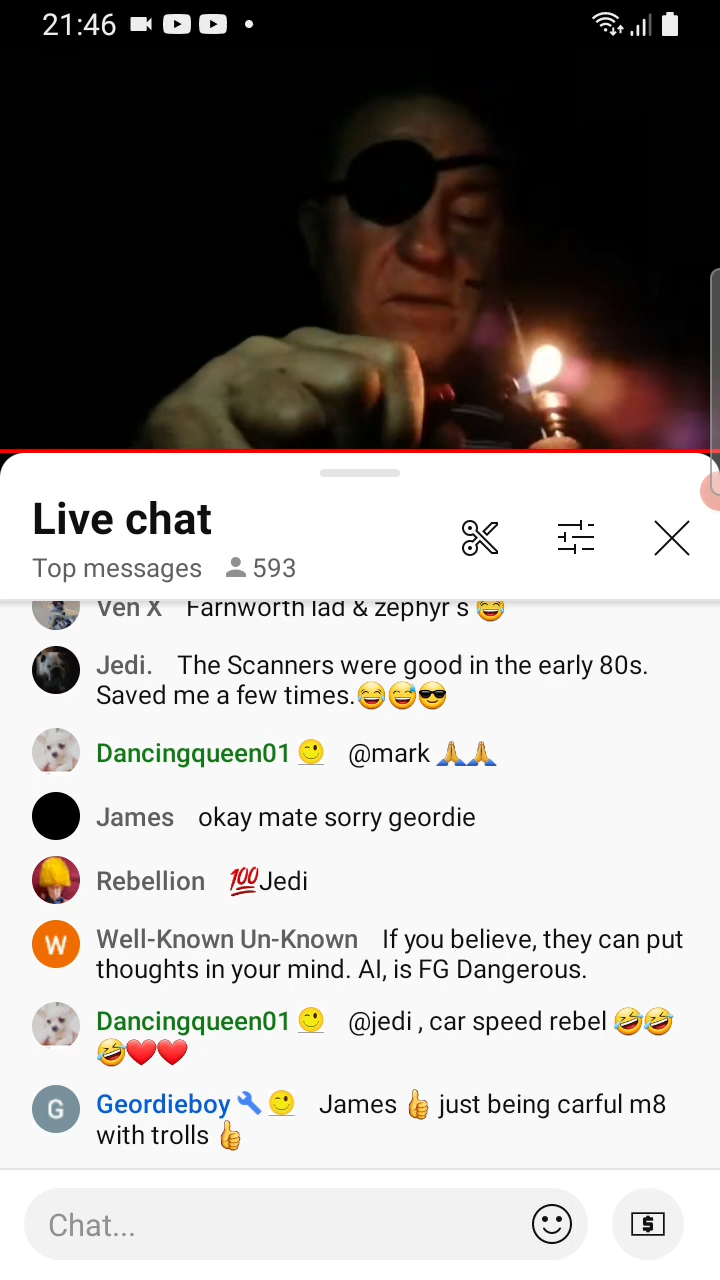 21:46
Live chat
Top messages 593
Ven X Farnworth lad & zephyr s 😂
Jedi. The Scanners were good in the early 80s.
Saved me a few times.😂😅😎
Dancingqueen01 @mark 🙏🙏
James okay mate sorry geordie
Rebellion 💯Jedi
W
Well-Known Un-Known If you believe, they can put
thoughts in your mind. AI, is FG Dangerous.
Dancingqueen01 @jedi , car speed rebel 🤣🤣
🤣❤️❤️
G
Geordieboy 🔧 James 👍 just being carful m8
with trolls 👍
Chat...